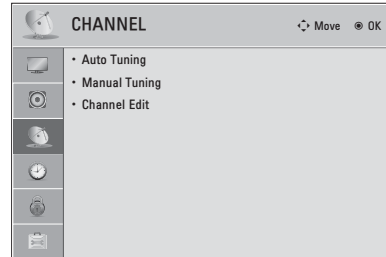 CHANNEL
Move OK
• Auto Tuning
• Manual Tuning
• Channel Edit